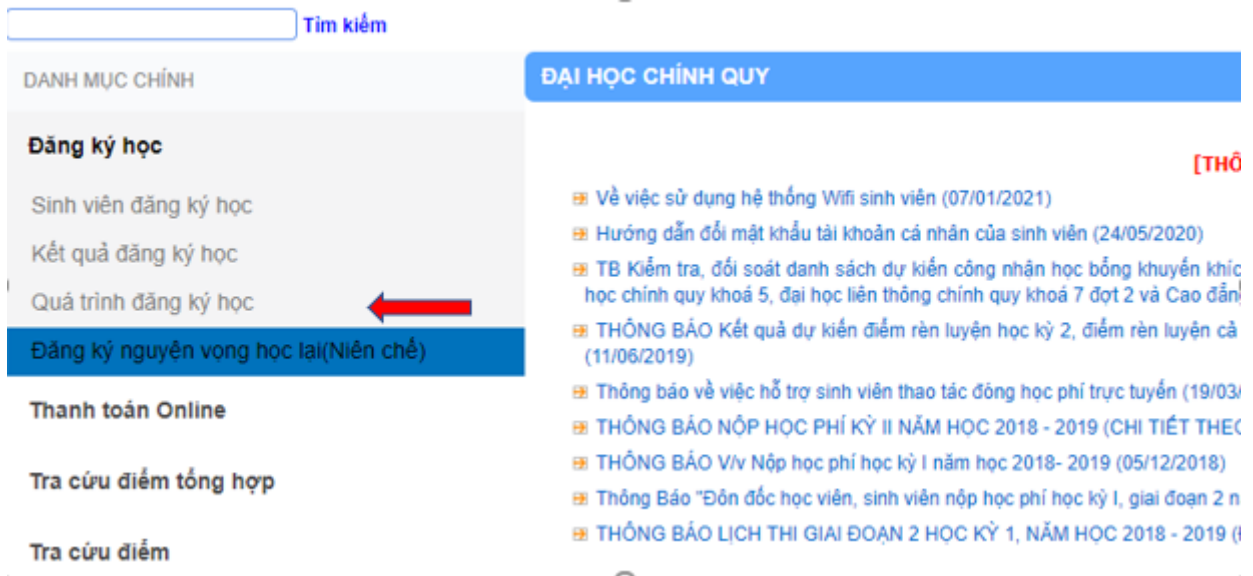 Tìm kiếm
DANH MỤC CHÍNH
Đăng ký học
Sinh viên đăng ký học
Kết quả đăng ký học
Quá trình đăng ký học
Đăng ký nguyện vọng học lại(Niên chế)
Thanh toán Online
Tra cứu điểm tổng hợp
Tra cứu điểm
ĐẠI HỌC CHÍNH QUY
[THÔ
Về việc sử dụng hệ thống Wifi sinh viên (07/01/2021)
Hướng dẫn đổi mật khẩu tài khoản cá nhân của sinh viên (24/05/2020)
TB Kiểm tra, đối soát danh sách dự kiến công nhận học bổng khuyến khíc
học chính quy khoá 5, đại học liên thông chính quy khoá 7 đợt 2 và Cao đẳn
THÔNG BÁO Kết quả dự kiến điểm rèn luyện học kỳ 2, điểm rèn luyện cả
(11/06/2019)
Thông báo về việc hỗ trợ sinh viên thao tác đóng học phí trực tuyến (19/03/
THÔNG BÁO NỘP HỌC PHÍ KỲ II NĂM HỌC 2018 - 2019 (CHI TIẾT THEO
THÔNG BÁO V/v Nộp học phí học kỳ I năm học 2018- 2019 (05/12/2018)
Thông Báo "Đôn đốc học viên, sinh viên nộp học phí học kỳ I, giai đoạn 2 n
THÔNG BÁO LỊCH THI GIAI ĐOẠN 2 HỌC KỲ 1, NĂM HỌC 2018 - 2019 (